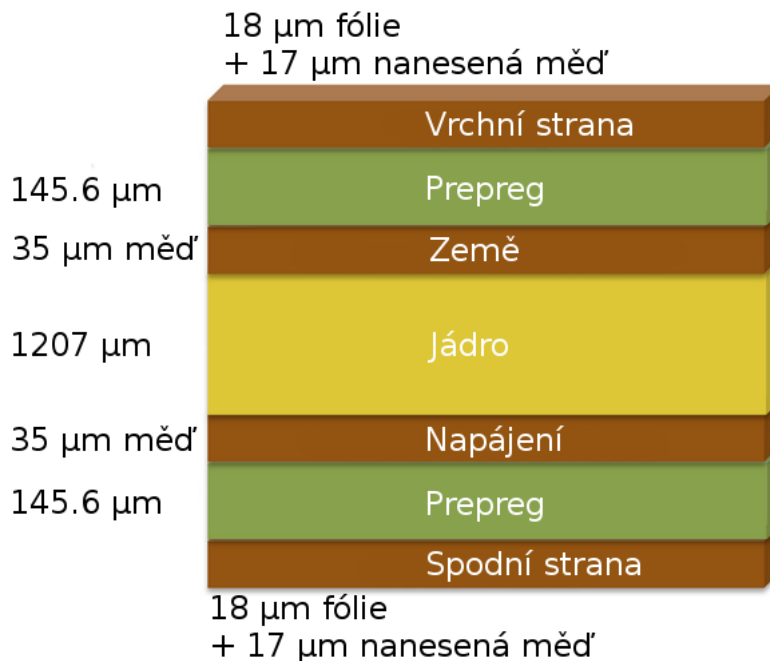 18 µm fólie
+ 17 µm nanesená měď
Vrchní strana
145.6 µm
Prepreg
35 µm měď
Země
1207 µm
Jádro
35 µm měď
Napájení
145.6 µm
Prepreg
Spodní strana
18 µm fólie
+ 17 µm nanesená měď